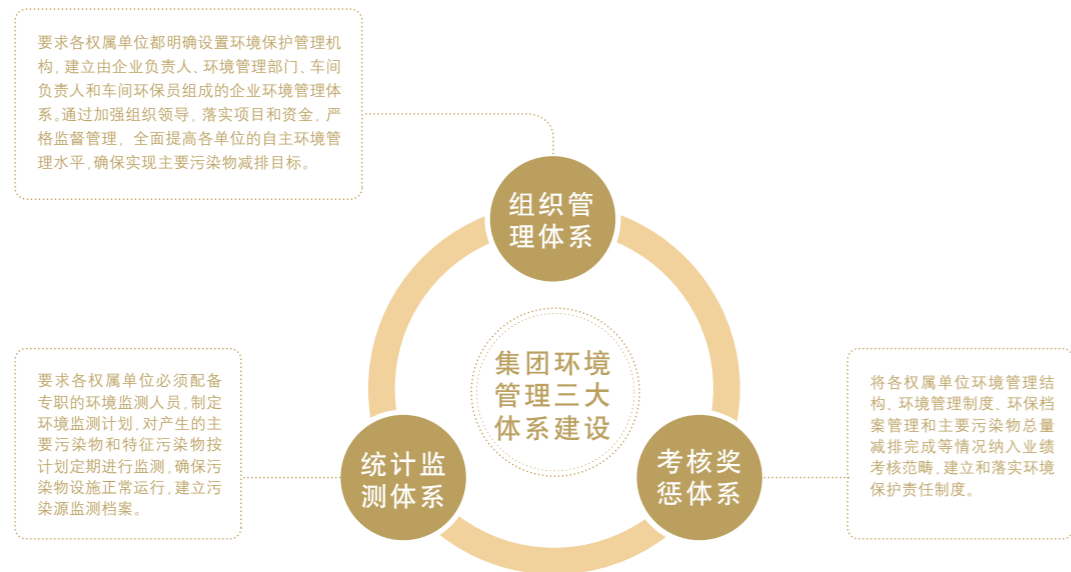 要求各权属单位都明确设置环境保护管理机
构，建立由企业负责人、环境管理部门、车间
负责人和车间环保员组成的企业环境管理体
系。通过加强组织领导，落实项目和资金，严
格监督管理，全面提高各单位的自主环境管
理水平，确保实现主要污染物减排目标。
组织管
理体系
集团环境
管理三大
体系建设
要求各权属单位必须配备
专职的环境监测人员，制定
环境监测计划，对产生的主
要污染物和特征污染物按
计划定期进行监测，确保污
染物设施正常运行，建立污
染源监测档案。
统计监
测体系
考核奖
惩体系
将各权属单位环境管理结
构、环境管理制度、环保档
案管理和主要污染物总量
减排完成等情况纳入业绩
考核范畴，建立和落实环境
保护责任制度。